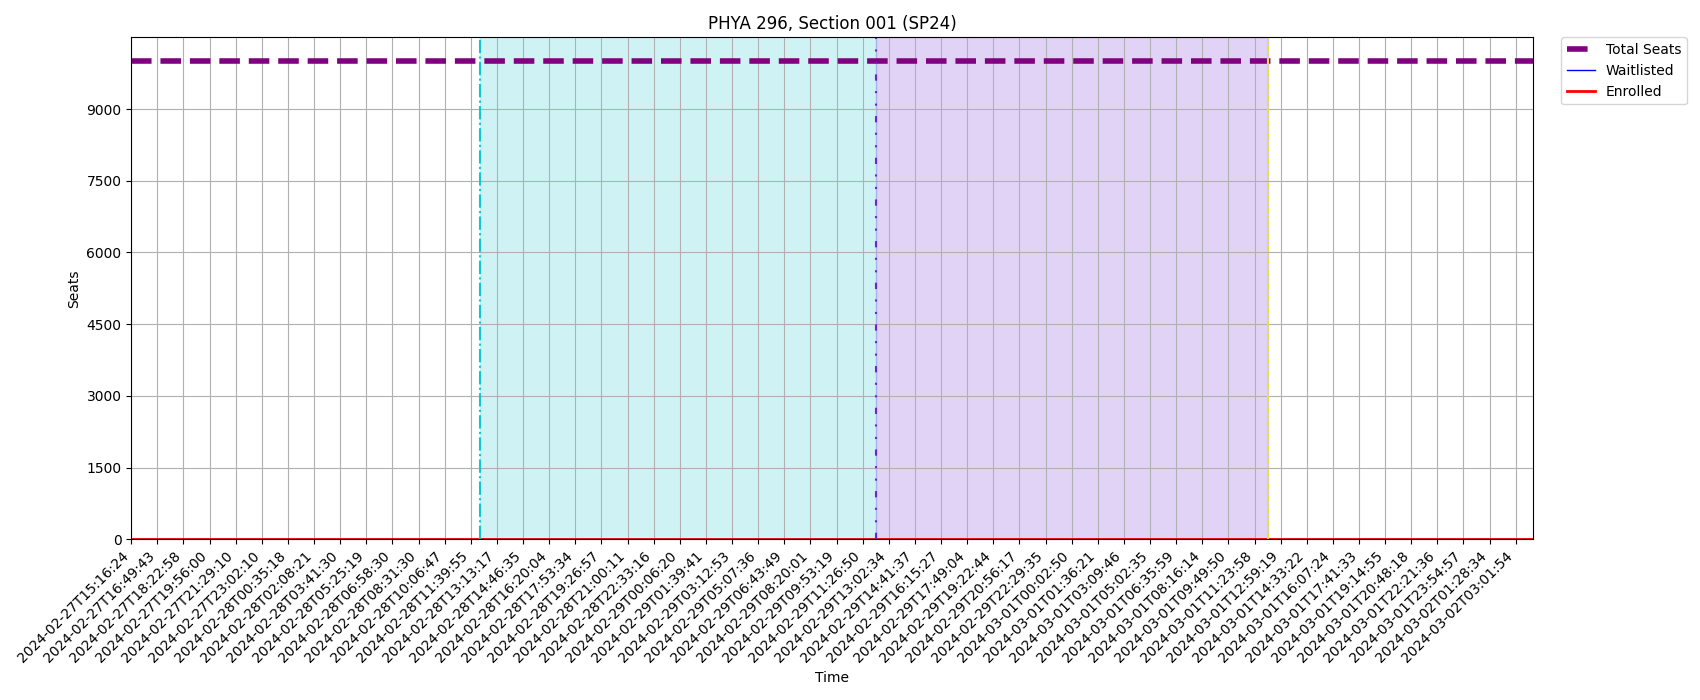 PHYA 296, Section 001 (SP24)
Total Seats
Waitlisted
Enrolled
Seats
9000
7500
6000
4500
3000
1500
0
2024-02-27T15:16:24
2024-02-27T16:49:43
2024-02-27T18:22:58
2024-02-27T19:56:00
2024-02-27T21:29:10
2024-02-27T23:02:10
2024-02-28T00:35:18
2024-02-28T02:08:21
2024-02-28T03:41:30
2024-02-28T05:25:19
2024-02-28T06:58:30
2024-02-28T08:31:30
2024-02-28T10:06:47
2024-02-28T11:39:55
2024-02-28T13:13:17
2024-02-28T14:46:35
2024-02-28T16:20:04
2024-02-28T17:53:34
2024-02-28T19:26:57
2024-02-28T21:00:11
2024-02-28T22:33:16
2024-02-29T00:06:20
2024-02-29T01:39:41
2024-02-29T03:12:53
2024-02-29T05:07:36
2024-02-29T06:43:49
2024-02-29T08:20:01
2024-02-29T09:53:19
2024-02-29T11:26:50
2024-02-29T13:02:34
2024-02-29T14:41:37
2024-02-29T16:15:27
2024-02-29T17:49:04
2024-02-29T19:22:44
2024-02-29T20:56:17
2024-02-29T22:29:35
2024-03-01T00:02:50
2024-03-01T01:36:21
2024-03-01T03:09:46
2024-03-01T05:02:35
2024-03-01T06:35:59
2024-03-01T08:16:14
2024-03-01T09:49:50
2024-03-01T11:23:58
2024-03-01T12:59:19
2024-03-01T14:33:22
2024-03-01T16:07:24
2024-03-01T17:41:33
2024-03-01T19:14:55
2024-03-01T20:48:18
2024-03-01T22:21:36
2024-03-01T23:54:57
2024-03-02T01:28:34
2024-03-02T03:01:54
Time